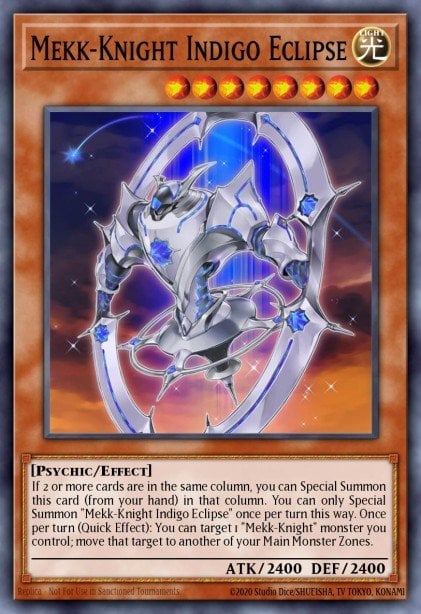 MEKK-KNIGHT INDIGO ECLIPSE
LIGHT
光
[PSYCHIC/EFFECT]
If 2 or more cards are in the same column, you can Special Summon
this card (from your hand) in that column. You can only Special
Summon "Mekk-Knight Indigo Eclipse" once per turn this way. Once
per turn (Quick Effect): You can target 1 "Mekk-Knight" monster you
control; move that target to another of your Main Monster Zones.
ATK/2400 DEF/2400
Replica - Not For Use in Sanctioned Tournaments
©2020 Studio Dice/SHUEISHA, TV TOKYO, KONAMI